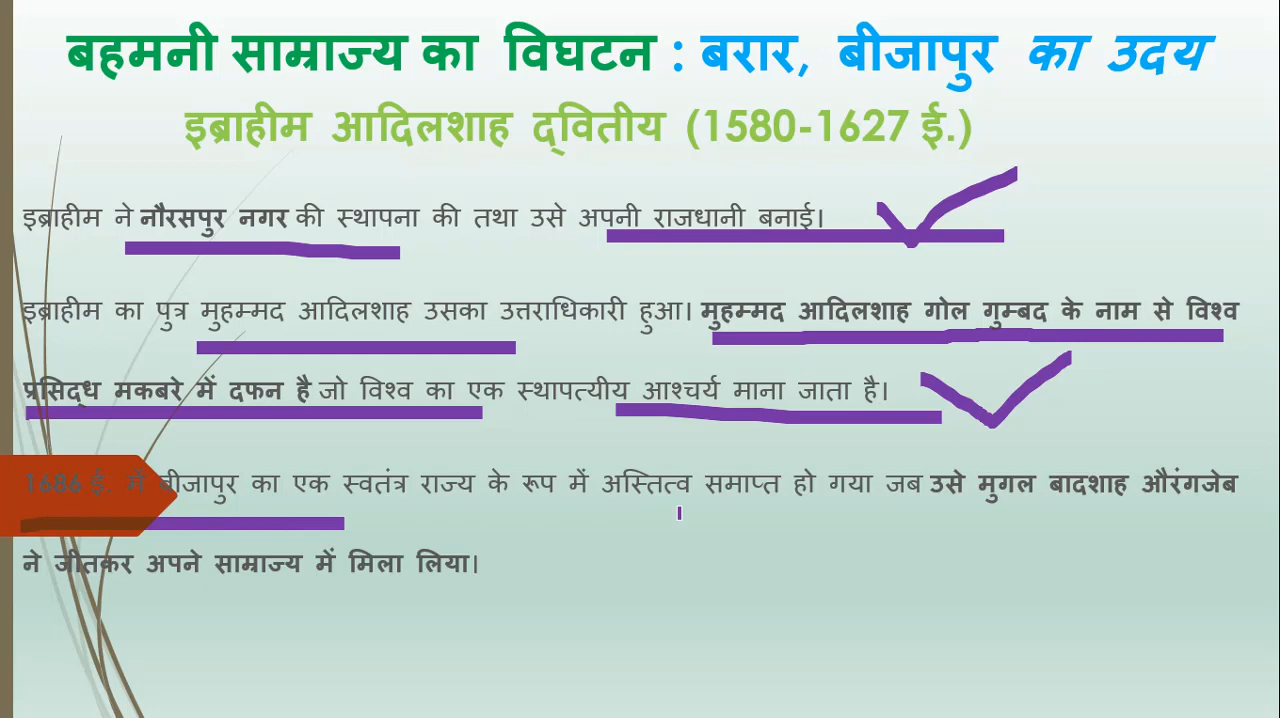 बहमनी साम्राज्य का विघटन : बरार, बीजापुर का उदय
इब्राहीम आदिलशाह द्वितीय (1580-1627 ई.)
इब्राहीम ने नौरसपुर नगर की स्थापना की तथा उसे अपनी राजधानी बनाई।
इब्राहीम का पुत्र मुहम्मद आदिलशाह उसका उत्तराधिकारी हुआ। मुहम्मद आदिलशाह गोल गुम्बद के नाम से विश्व
प्रसिद्ध मकबरे में दफन है जो विश्व का एक स्थापत्यीय आश्चर्य माना जाता है।
1686 ई. में बीजापुर का एक स्वतंत्र राज्य के रूप में अस्तित्व समाप्त हो गया जब उसे मुगल बादशाह औरंगजेब
ने जीतकर अपने साम्राज्य में मिला लिया।